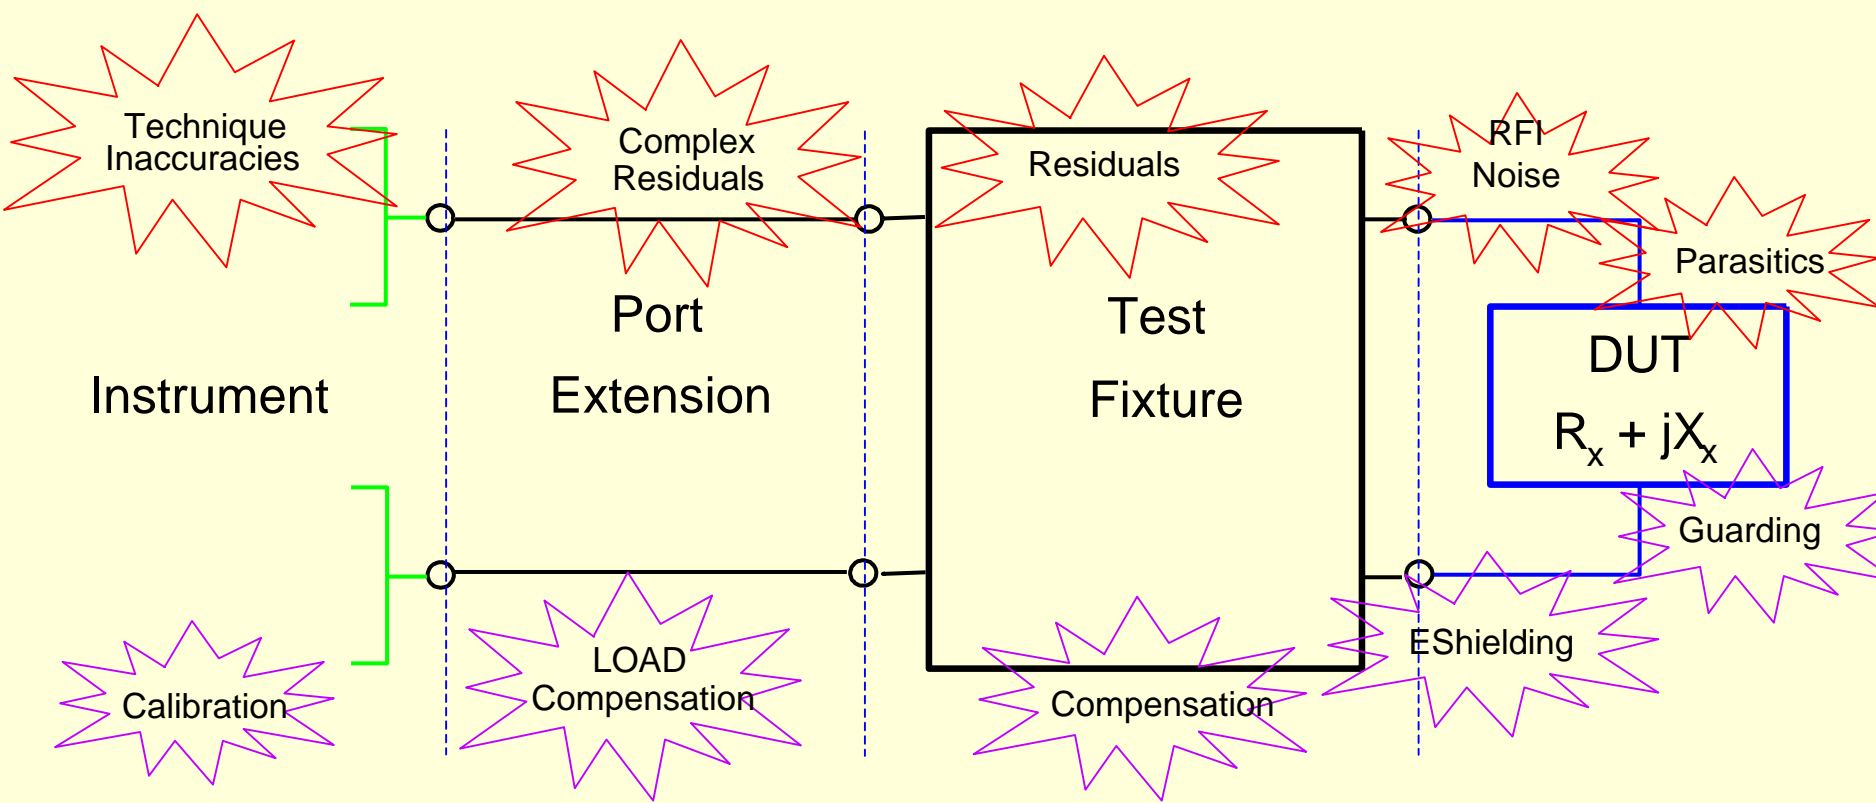 Technique
Inaccuracies
Complex
Residuals
Residuals
RFI
Noise
Parasitics
Instrument
Port
Extension
Test
Fixture
DUT
Rx + jXx
Calibration
LOAD
Compensation
Compensation
EShielding
Guarding